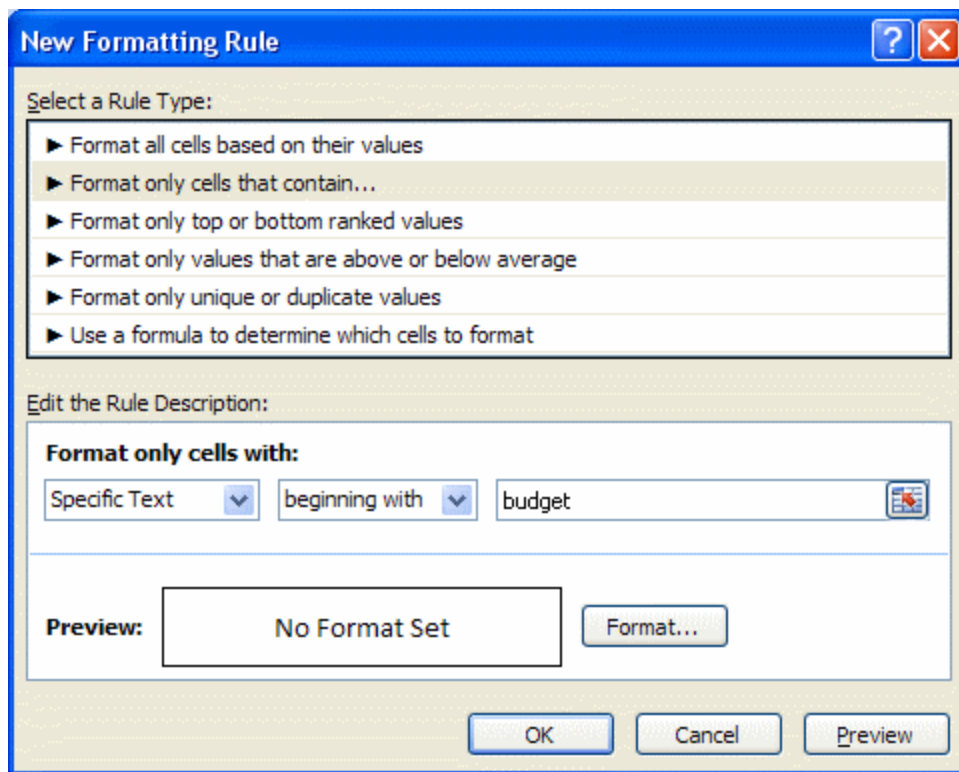 New Formatting Rule
Select a Rule Type:
► Format all cells based on their values
► Format only cells that contain...
► Format only top or bottom ranked values
► Format only values that are above or below average
► Format only unique or duplicate values
► Use a formula to determine which cells to format
Edit the Rule Description:
Format only cells with:
Specific Text beginning with budget
Preview: No Format Set Format...
OK Cancel Preview